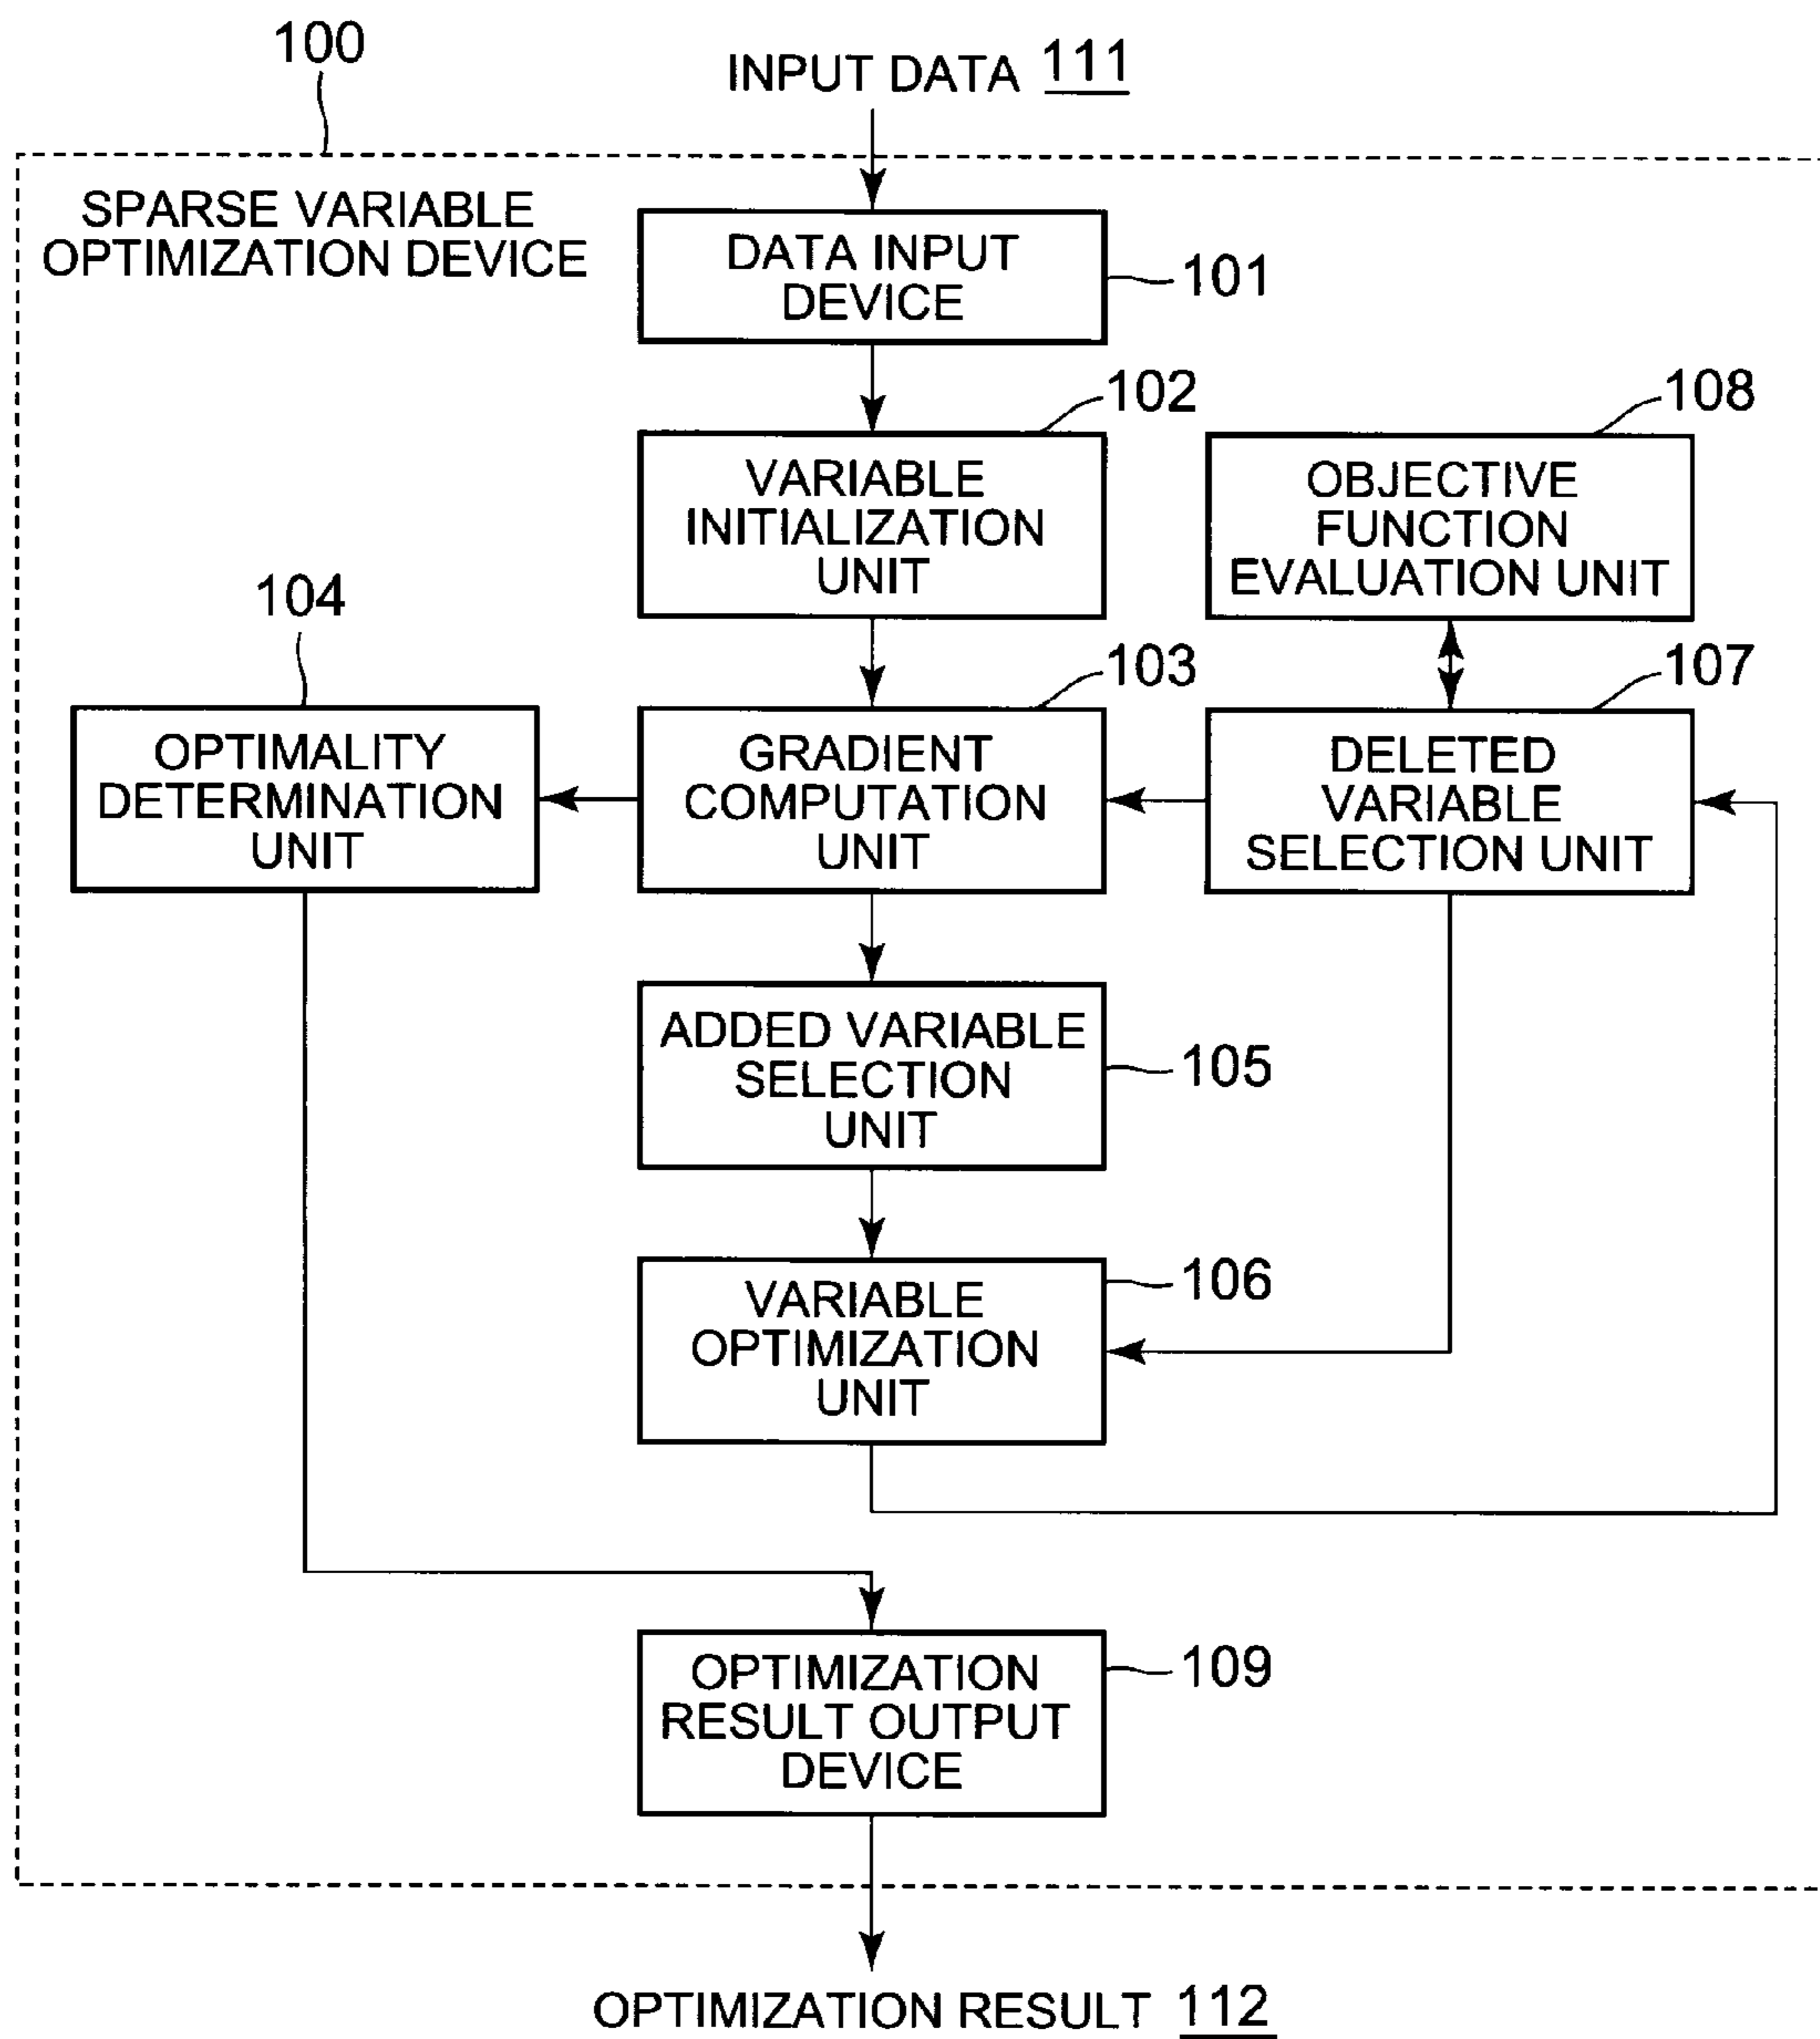 100
INPUT DATA 111
SPARSE VARIABLE
OPTIMIZATION DEVICE
DATA INPUT
DEVICE
101
102
VARIABLE
INITIALIZATION
UNIT
108
OBJECTIVE
FUNCTION
EVALUATION UNIT
104
OPTIMALITY
DETERMINATION
UNIT
103
GRADIENT
COMPUTATION
UNIT
107
DELETED
VARIABLE
SELECTION UNIT
ADDED VARIABLE
SELECTION
UNIT
105
VARIABLE
OPTIMIZATION
UNIT
106
OPTIMIZATION
RESULT OUTPUT
DEVICE
109
OPTIMIZATION RESULT 112